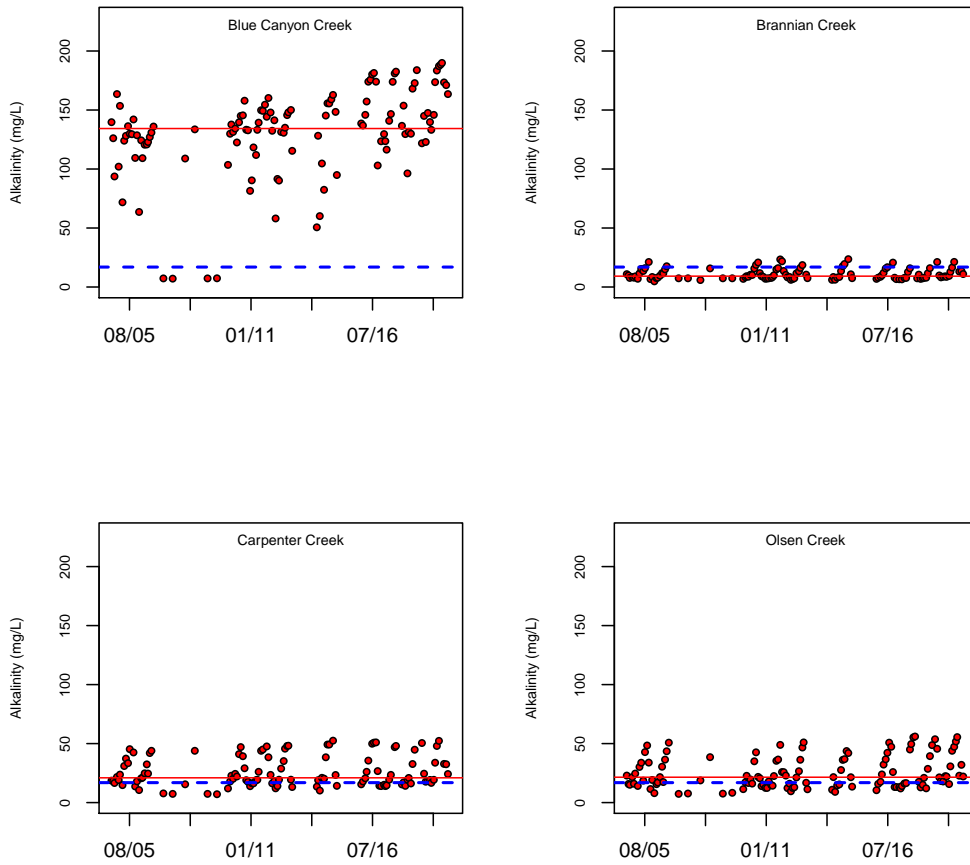 Blue Canyon Creek
Alkalinity (mg/L)
200
150
100
50
0
08/05 01/11 07/16
Brannian Creek
Alkalinity (mg/L)
200
150
100
50
0
08/05 01/11 07/16
Carpenter Creek
Alkalinity (mg/L)
200
150
100
50
0
08/05 01/11 07/16
Olsen Creek
Alkalinity (mg/L)
200
150
100
50
0
08/05 01/11 07/16